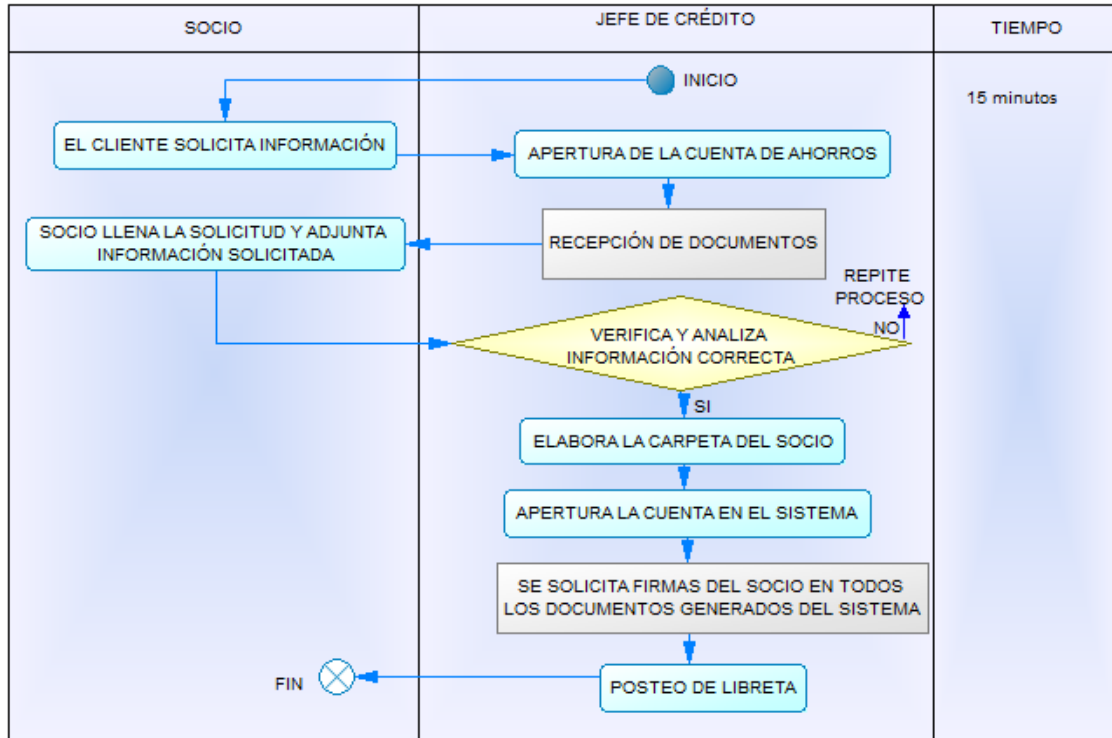 SOCIO
JEFE DE CRÉDITO
TIEMPO
INICIO
15 minutos
EL CLIENTE SOLICITA INFORMACIÓN
APERTURA DE LA CUENTA DE AHORROS
SOCIO LLENA LA SOLICITUD Y ADJUNTA
INFORMACIÓN SOLICITADA
RECEPCIÓN DE DOCUMENTOS
REPITE
PROCESO
NO
VERIFICA Y ANALIZA
INFORMACIÓN CORRECTA
SI
ELABORA LA CARPETA DEL SOCIO
APERTURA LA CUENTA EN EL SISTEMA
SE SOLICITA FIRMAS DEL SOCIO EN TODOS
LOS DOCUMENTOS GENERADOS DEL SISTEMA
POSTEO DE LIBRETA
FIN